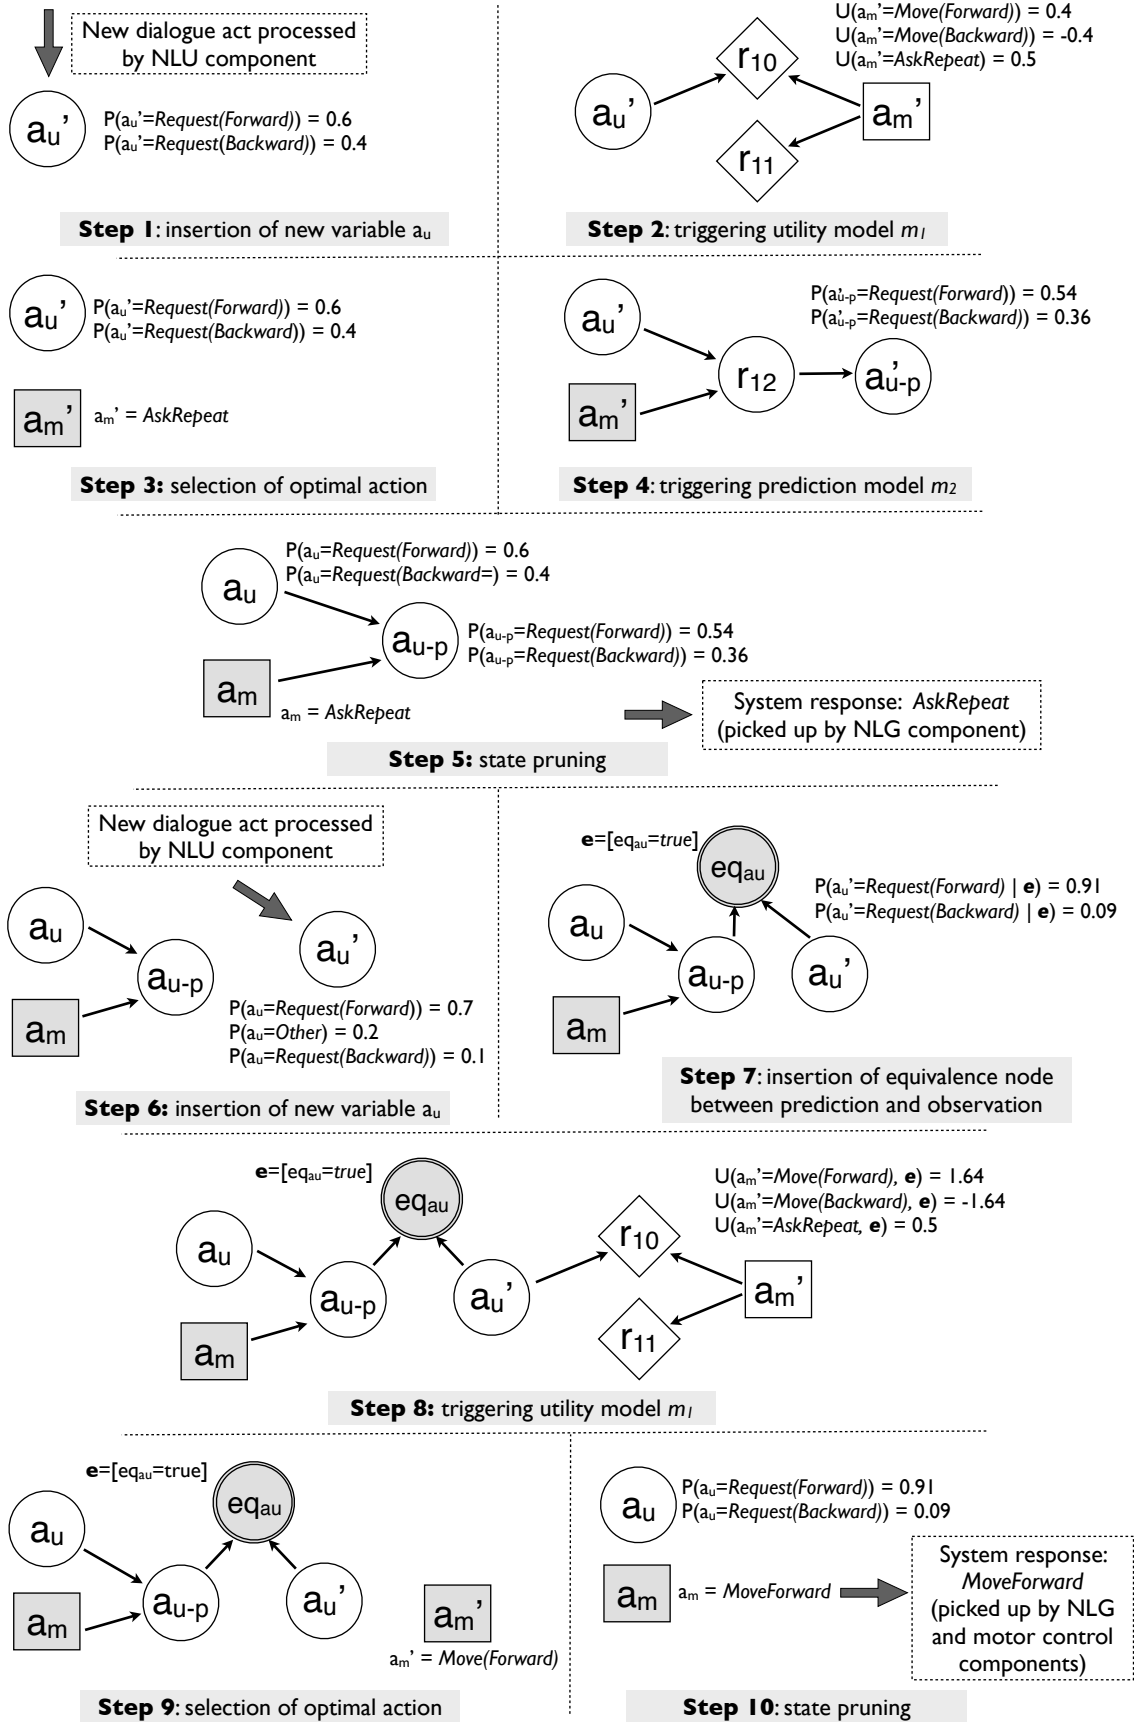 New dialogue act processed
by NLU component
au'
P(au'=Request(Forward)) = 0.6
P(au'=Request(Backward)) = 0.4
Step 1: insertion of new variable au
U(am'=Move(Forward)) = 0.4
U(am'=Move(Backward)) = -0.4
U(am'=AskRepeat) = 0.5
r10
au'
am'
r11
Step 2: triggering utility model m1
au'
P(au'=Request(Forward)) = 0.6
P(au'=Request(Backward)) = 0.4
am'
am' = AskRepeat
Step 3: selection of optimal action
P(a'u-p=Request(Forward)) = 0.54
P(a'u-p=Request(Backward)) = 0.36
au'
r12
a'u-p
am'
Step 4: triggering prediction model m2
P(au=Request(Forward)) = 0.6
P(au=Request(Backward=) = 0.4
au
au-p
P(au-p=Request(Forward)) = 0.54
P(au-p=Request(Backward)) = 0.36
am
am = AskRepeat
System response: AskRepeat
(picked up by NLG component)
Step 5: state pruning
New dialogue act processed
by NLU component
au
au'
au-p
am
P(au=Request(Forward)) = 0.7
P(au=Other) = 0.2
P(au=Request(Backward)) = 0.1
Step 6: insertion of new variable au
e=[eqau=true]
eqau
P(au'=Request(Forward) | e) = 0.91
P(au'=Request(Backward) | e) = 0.09
au
au-p
au'
am
Step 7: insertion of equivalence node
between prediction and observation
e=[eqau=true]
eqau
U(am'=Move(Forward), e) = 1.64
U(am'=Move(Backward), e) = -1.64
U(am'=AskRepeat, e) = 0.5
au
r10
au-p
au'
am'
am
r11
Step 8: triggering utility model m1
e=[eqau=true]
eqau
au
au-p
au'
am
am'
am' = Move(Forward)
Step 9: selection of optimal action
au
P(au=Request(Forward)) = 0.91
P(au=Request(Backward)) = 0.09
am
am = MoveForward
System response:
MoveForward
(picked up by NLG
and motor control
components)
Step 10: state pruning